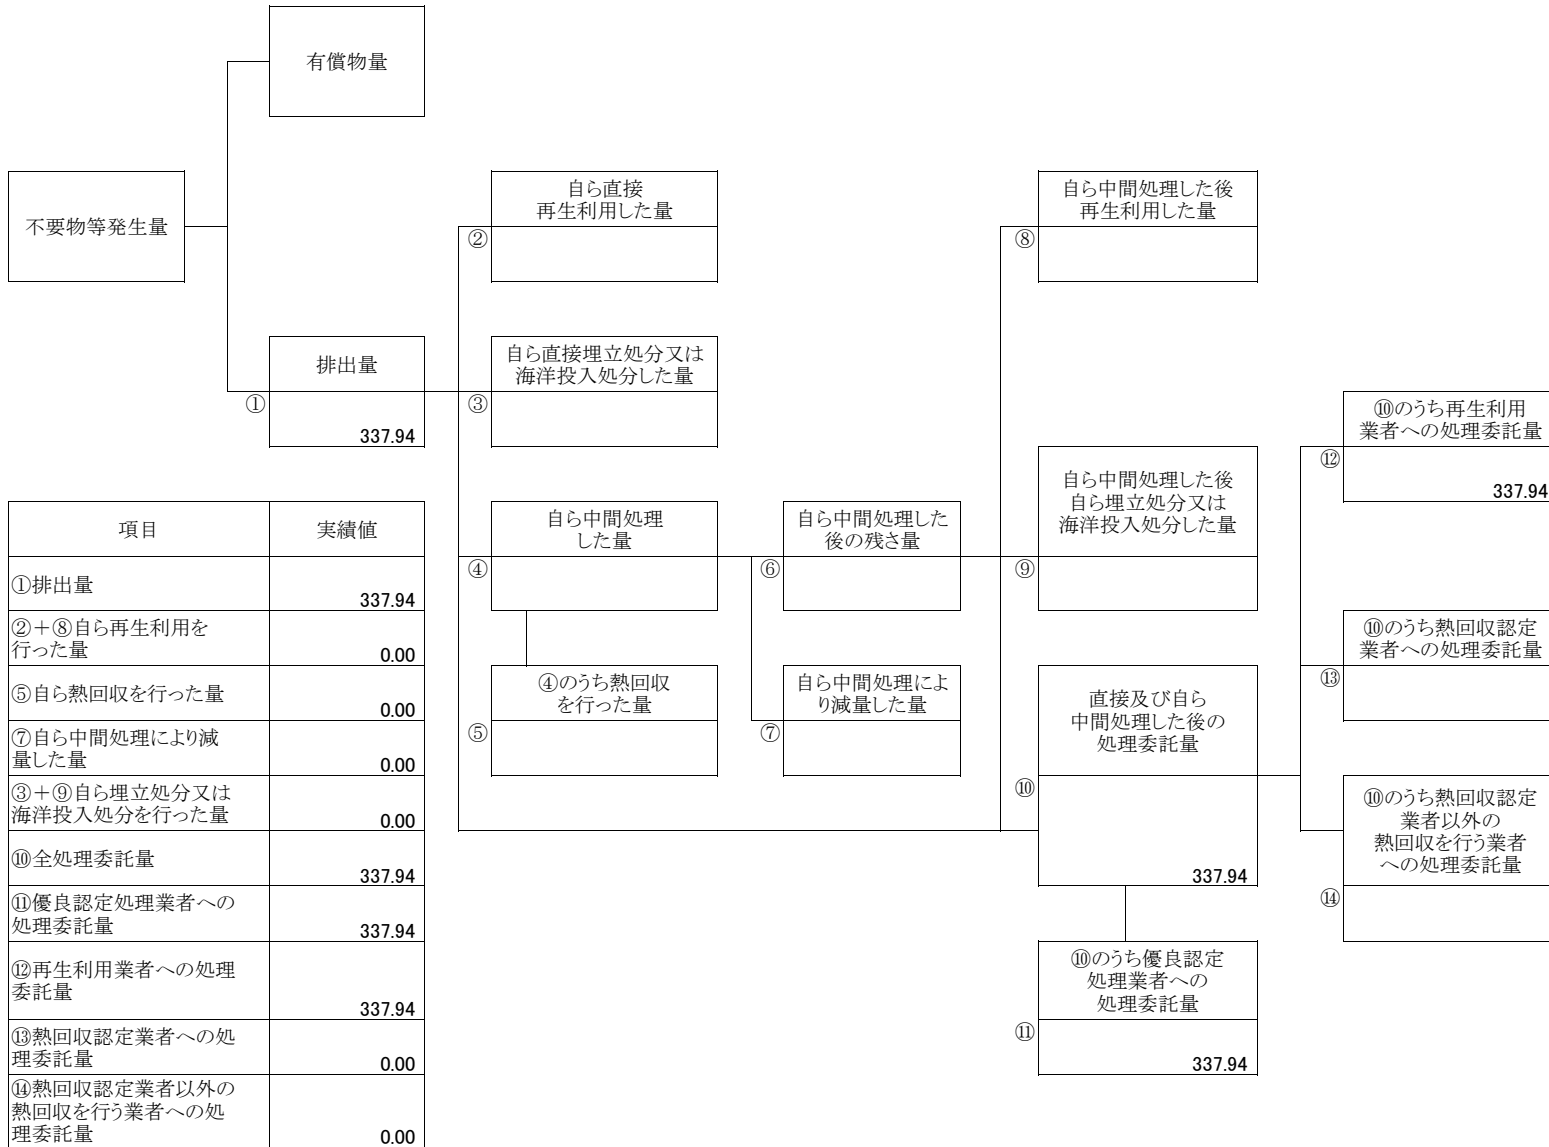 有償物量
不要物等発生量
自ら直接
再生利用した量
②
自ら中間処理した後
再生利用した量
⑧
排出量
①
337.94
自ら直接埋立処分又は
海洋投入処分した量
③
⑩のうち再生利用
業者への処理委託量
⑫
337.94
自ら中間処理
した量
④
自ら中間処理した
後の残さ量
⑥
自ら中間処理した後
自ら埋立処分又は
海洋投入処分した量
⑨
⑩のうち熱回収認定
業者への処理委託量
⑬
④のうち熱回収
を行った量
⑤
自ら中間処理によ
り減量した量
⑦
直接及び自ら
中間処理した後の
処理委託量
⑩
337.94
⑩のうち熱回収認定
業者以外の
熱回収を行う業者
への処理委託量
⑭
⑩のうち優良認定
処理業者への
処理委託量
⑪
337.94
項目 実績値
①排出量 337.94
②+⑧自ら再生利用を
行った量 0.00
⑤自ら熱回収を行った量 0.00
⑦自ら中間処理により減
量した量 0.00
③+⑨自ら埋立処分又は
海洋投入処分を行った量 0.00
⑩全処理委託量 337.94
⑪優良認定処理業者への
処理委託量 337.94
⑫再生利用業者への処理
委託量 337.94
⑬熱回収認定業者への処
理委託量 0.00
⑭熱回収認定業者以外の
熱回収を行う業者への処
理委託量 0.00